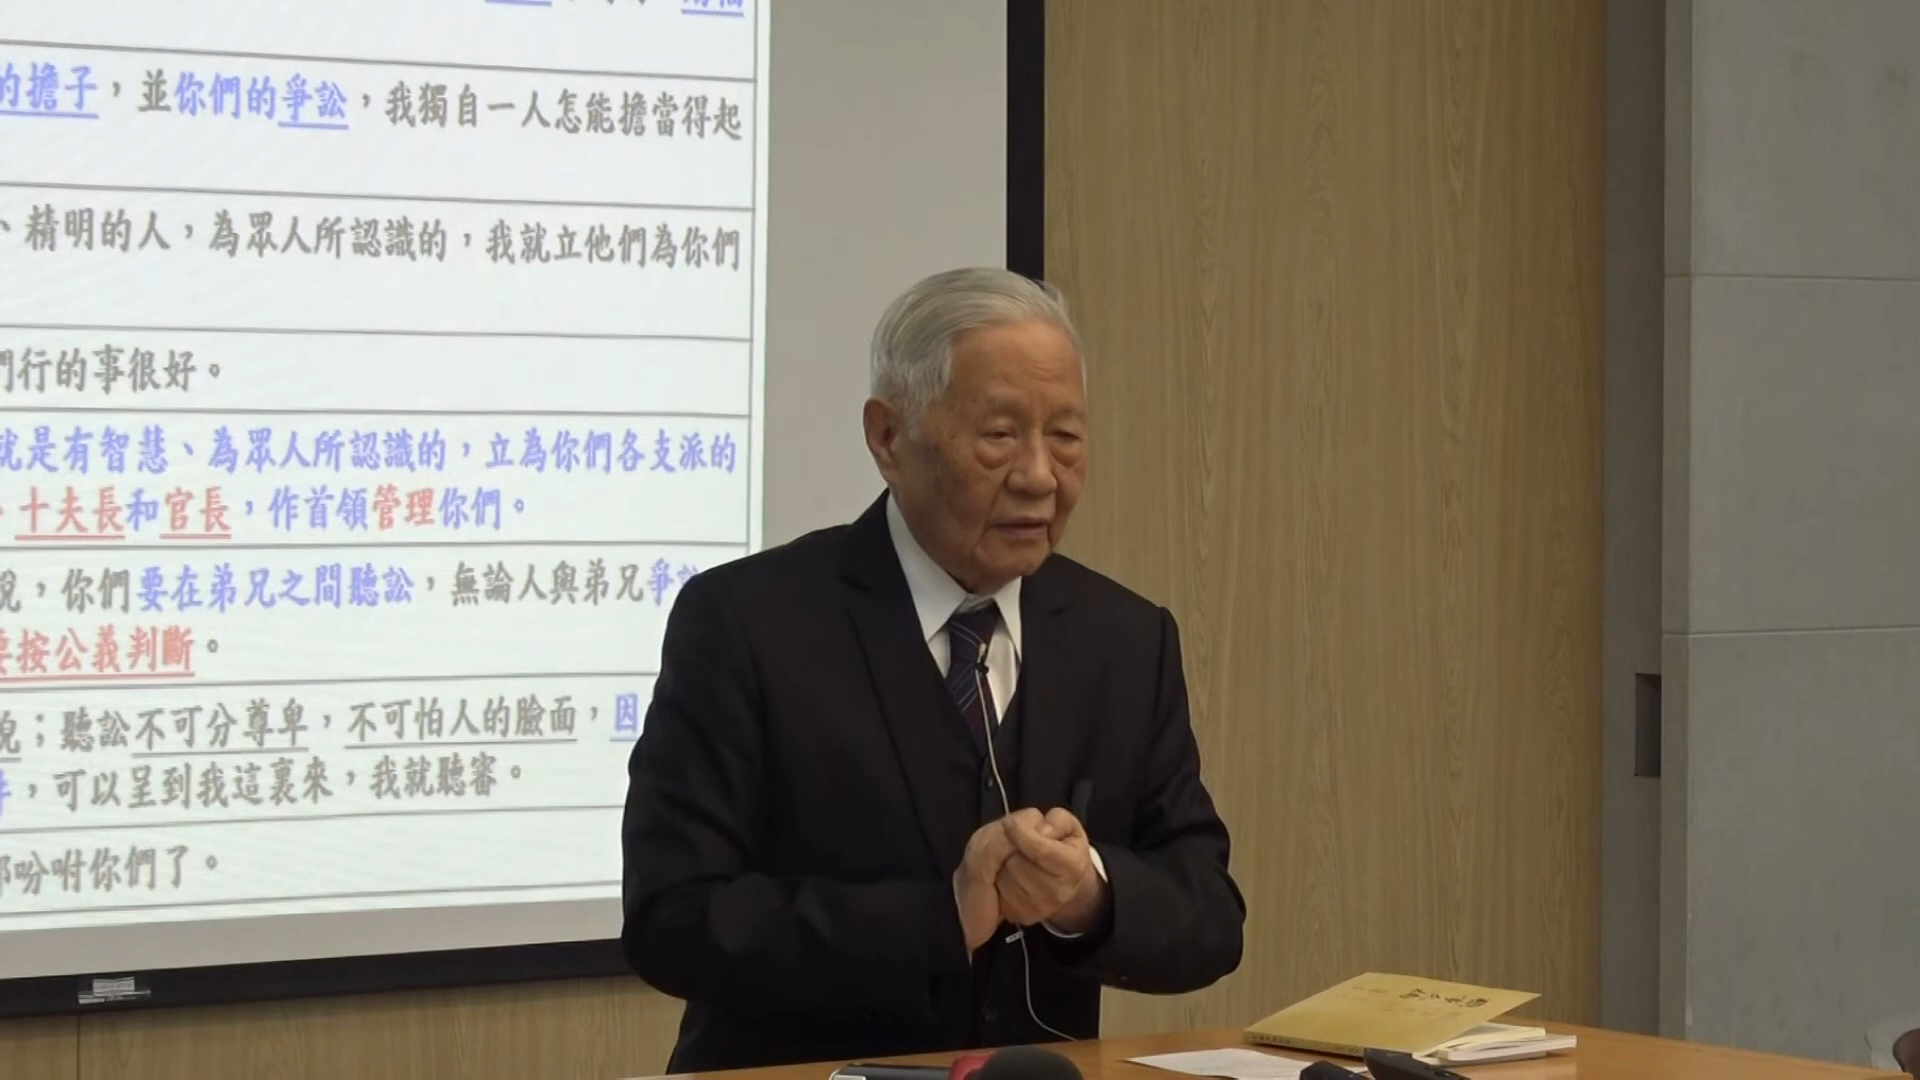 的擔子，並你們的爭訟，我獨自一人怎能擔當得起
、精明的人，為眾人所認識的，我就立他們為你們
們行的事很好。
就是有智慧、為眾人所認識的，立為你們各支派的
、十夫長和官長，作首領管理你們。
說，你們要在弟兄之間聽訟，無論人與弟兄爭訟
要按公義判斷。
說；聽訟不可分尊卑，不可怕人的臉面，因
件，可以呈到我這裏來，我就聽審。
都吩咐你們了。